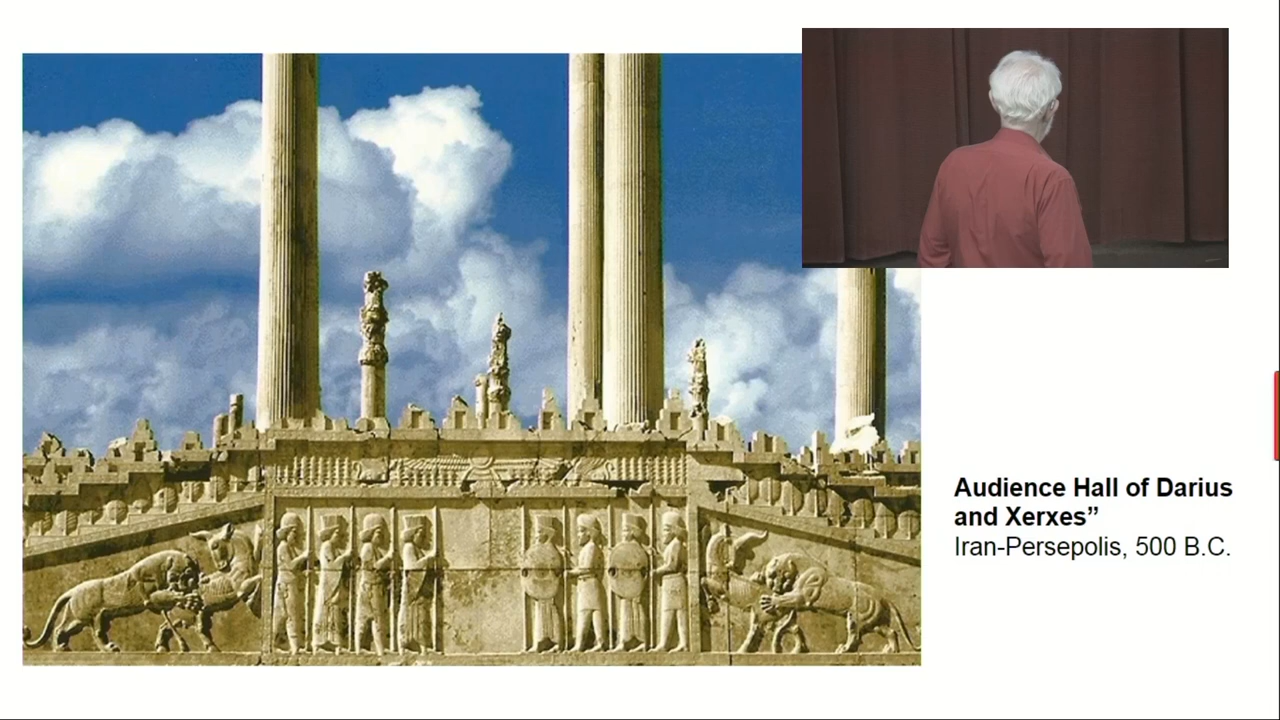 Audience Hall of Darius
and Xerxes”
Iran-Persepolis, 500 B.C.